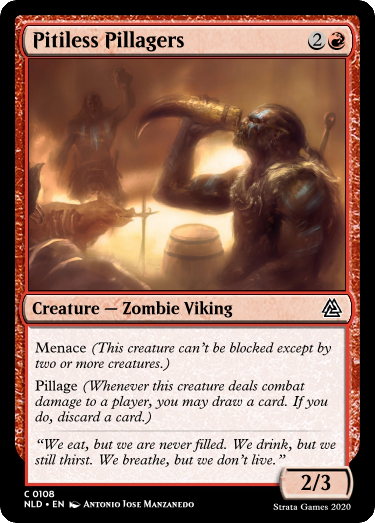 Pitiless Pillagers 2
Creature — Zombie Viking
Menace (This creature can't be blocked except by
two or more creatures.)
Pillage (Whenever this creature deals combat
damage to a player, you may draw a card. If you
do, discard a card.)
“We eat, but we are never filled. We drink, but we
still thirst. We breathe, but we don't live.”
2/3
C 0108
NLD • EN Antonio Jose Manzanedo
Strata Games 2020